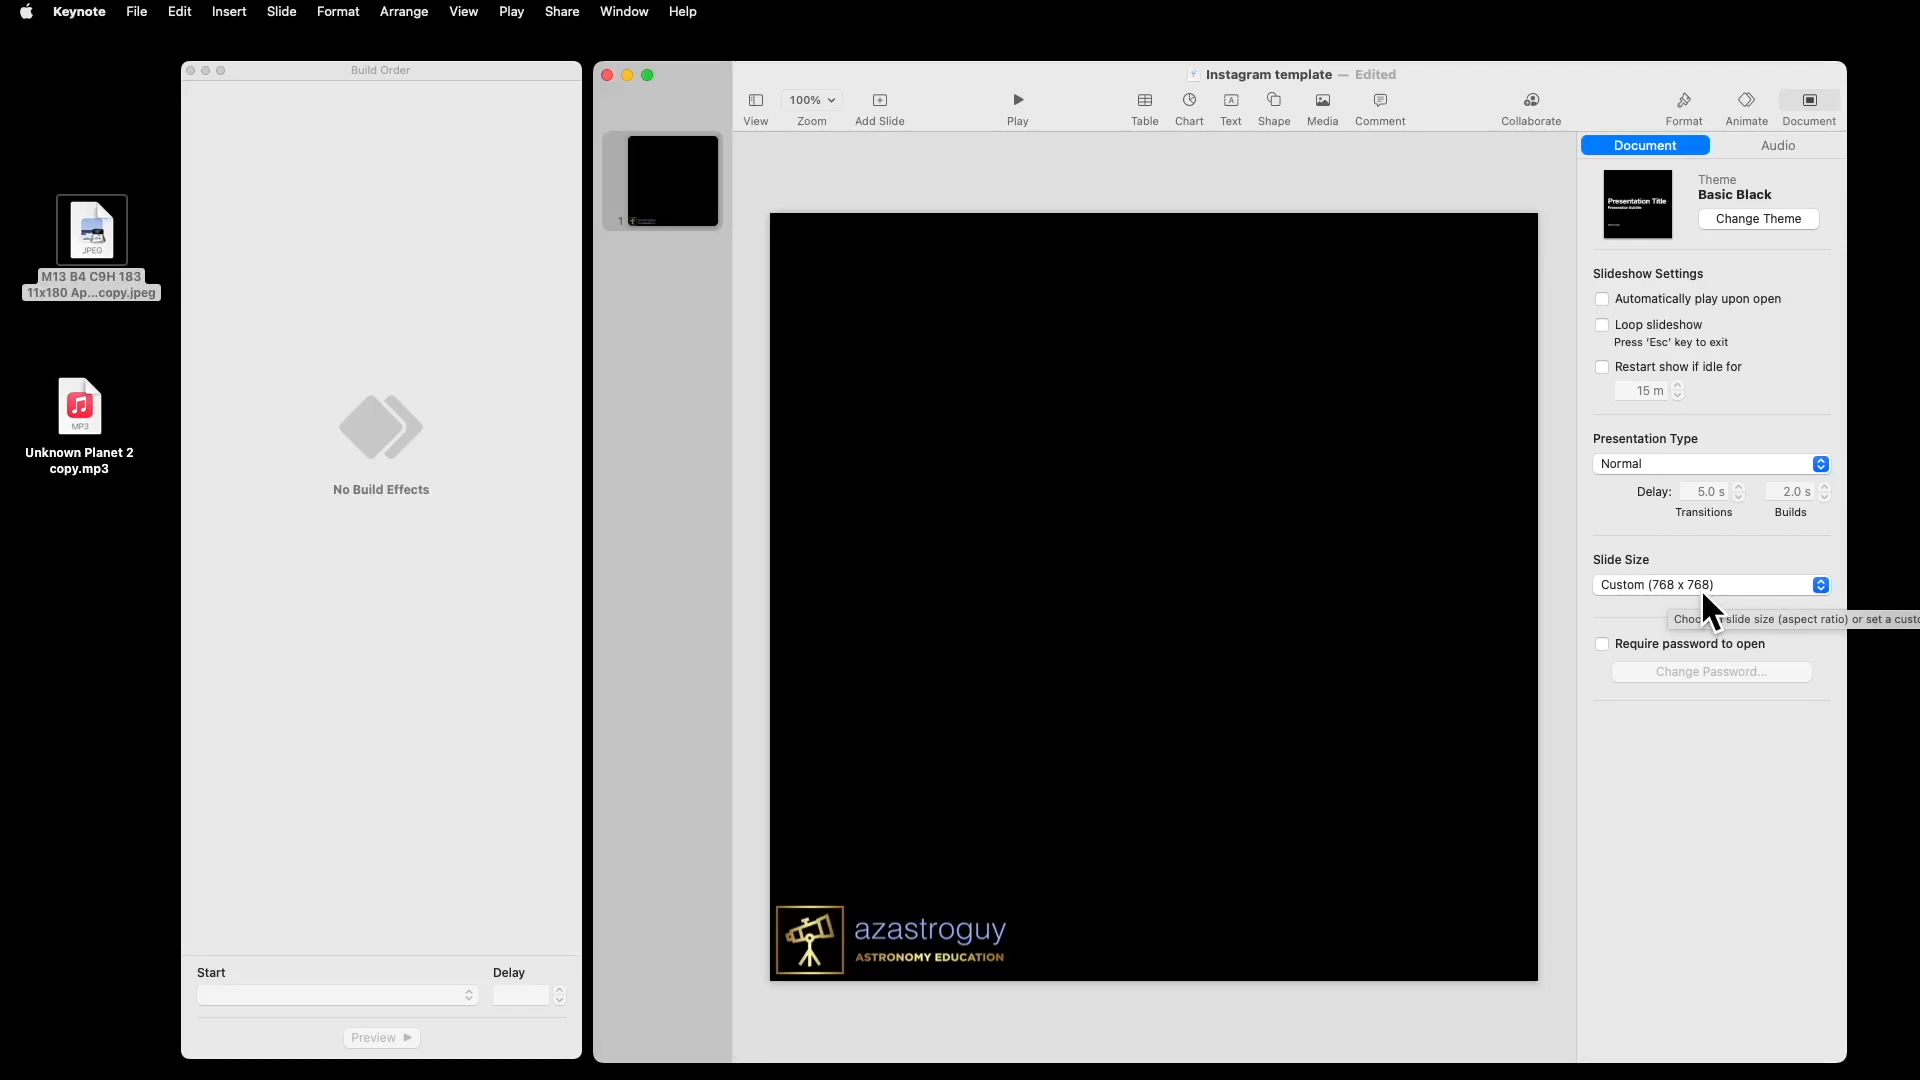 Keynote File Edit Insert Slide Format Arrange View Play Share Window Help
JPEG
M13 B4 C9H 183
11x180 Ap...copy.jpeg
MP3
Unknown Planet 2
copy.mp3
Build Order
No Build Effects
Start Delay
Preview
Instagram template — Edited
100%
View Zoom Add Slide Play Table Chart Text Shape Media Comment Collaborate Format Animate Document
1
azastroguy
ASTRONOMY EDUCATION
Document Audio
Presentation Title
Theme
Basic Black
Change Theme
Slideshow Settings
Automatically play upon open
Loop slideshow
Press 'Esc' key to exit
Restart show if idle for
15 m
Presentation Type
Normal
Delay: 5.0 s 2.0 s
Transitions Builds
Slide Size
Custom (768 x 768)
slide size (aspect ratio) or set a
Require password to open
Change Password...